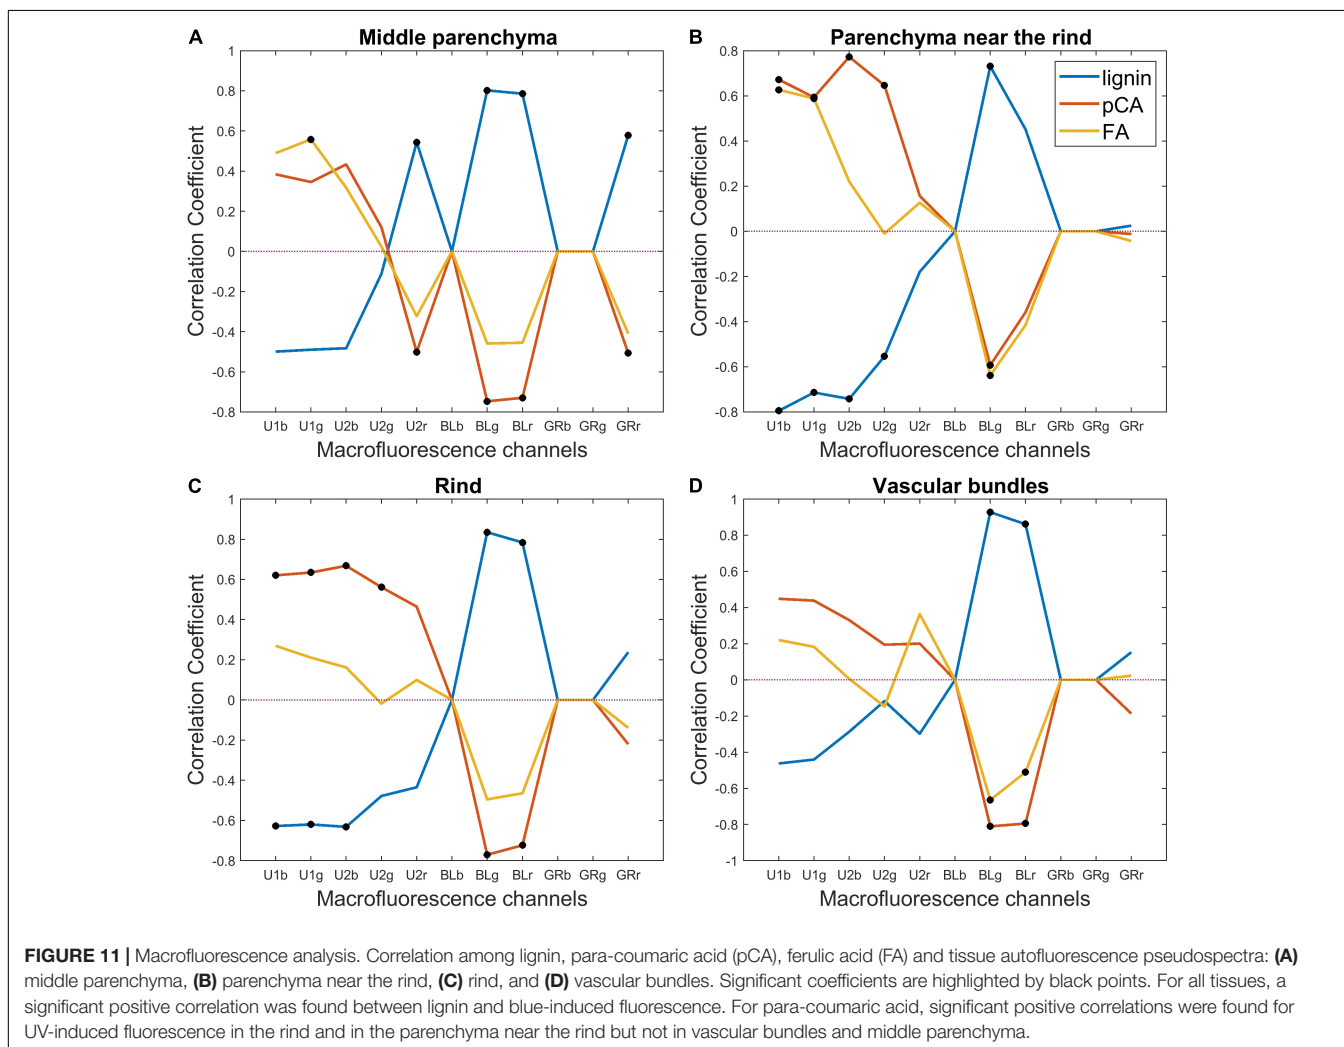 A Middle parenchyma
1
0.8
0.6
0.4
0.2
0
-0.2
-0.4
-0.6
-0.8
Correlation Coefficient
U1b U1g U2b U2g U2r BLb BLg BLr GRb GRg GRr
Macrofluorescence channels
B Parenchyma near the rind
0.8
0.6
0.4
0.2
0
-0.2
-0.4
-0.6
-0.8
Correlation Coefficient
lignin
pCA
FA
U1b U1g U2b U2g U2r BLb BLg BLr GRb GRg GRr
Macrofluorescence channels
C Rind
1
0.8
0.6
0.4
0.2
0
-0.2
-0.4
-0.6
-0.8
Correlation Coefficient
U1b U1g U2b U2g U2r BLb BLg BLr GRb GRg GRr
Macrofluorescence channels
D Vascular bundles
1
0.8
0.6
0.4
0.2
0
-0.2
-0.4
-0.6
-0.8
-1
Correlation Coefficient
U1b U1g U2b U2g U2r BLb BLg BLr GRb GRg GRr
Macrofluorescence channels
FIGURE 11 | Macrofluorescence analysis. Correlation among lignin, para-coumaric acid (pCA), ferulic acid (FA) and tissue autofluorescence pseudospectra: (A)
middle parenchyma, (B) parenchyma near the rind, (C) rind, and (D) vascular bundles. Significant coefficients are highlighted by black points. For all tissues, a
significant positive correlation was found between lignin and blue-induced fluorescence. For para-coumaric acid, significant positive correlations were found for
UV-induced fluorescence in the rind and in the parenchyma near the rind but not in vascular bundles and middle parenchyma.